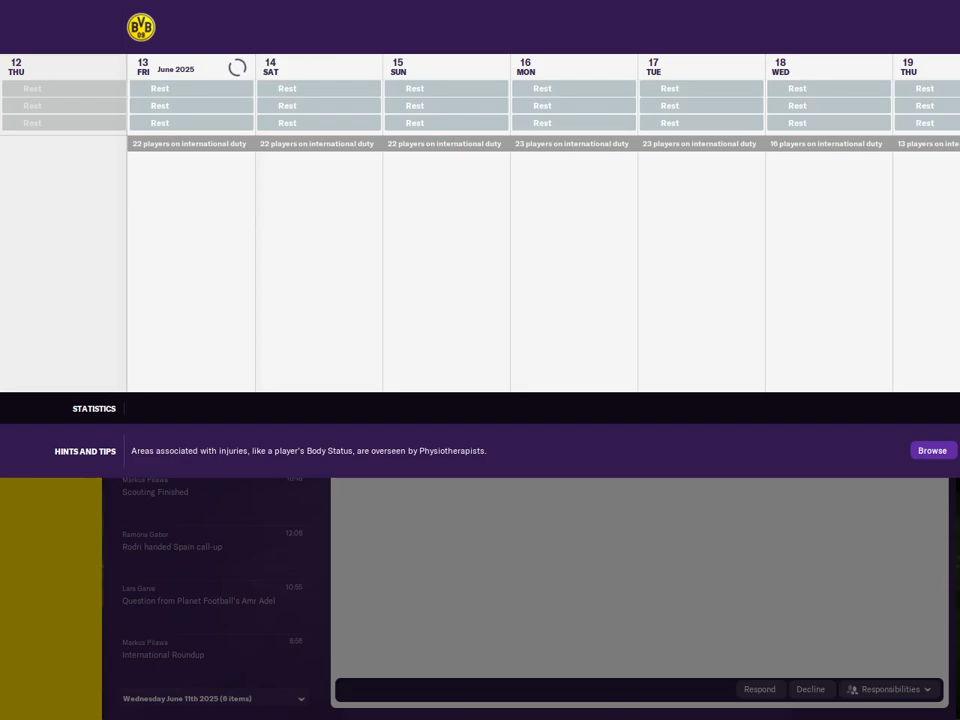 BVB 09
12 THU
13 FRI June 2025
14 SAT
15 SUN
16 MON
17 TUE
18 WED
19 THU
Rest Rest Rest Rest Rest Rest Rest Rest
Rest Rest Rest Rest Rest Rest Rest Rest
Rest Rest Rest Rest Rest Rest Rest Rest
22 players on international duty
22 players on international duty
22 players on international duty
23 players on international duty
23 players on international duty
16 players on international duty
13 players on inte
STATISTICS
HINTS AND TIPS
Areas associated with injuries, like a player's Body Status, are overseen by Physiotherapists.
Browse
Scouting Finished
Ramona Gabor 12:06
Rodri handed Spain call-up
Lars Garve 10:55
Question from Planet Football's Amr Adel
Markus Pilawa 8:56
International Roundup
Wednesday June 11th 2025 (6 items)
Respond
Decline
Responsibilities